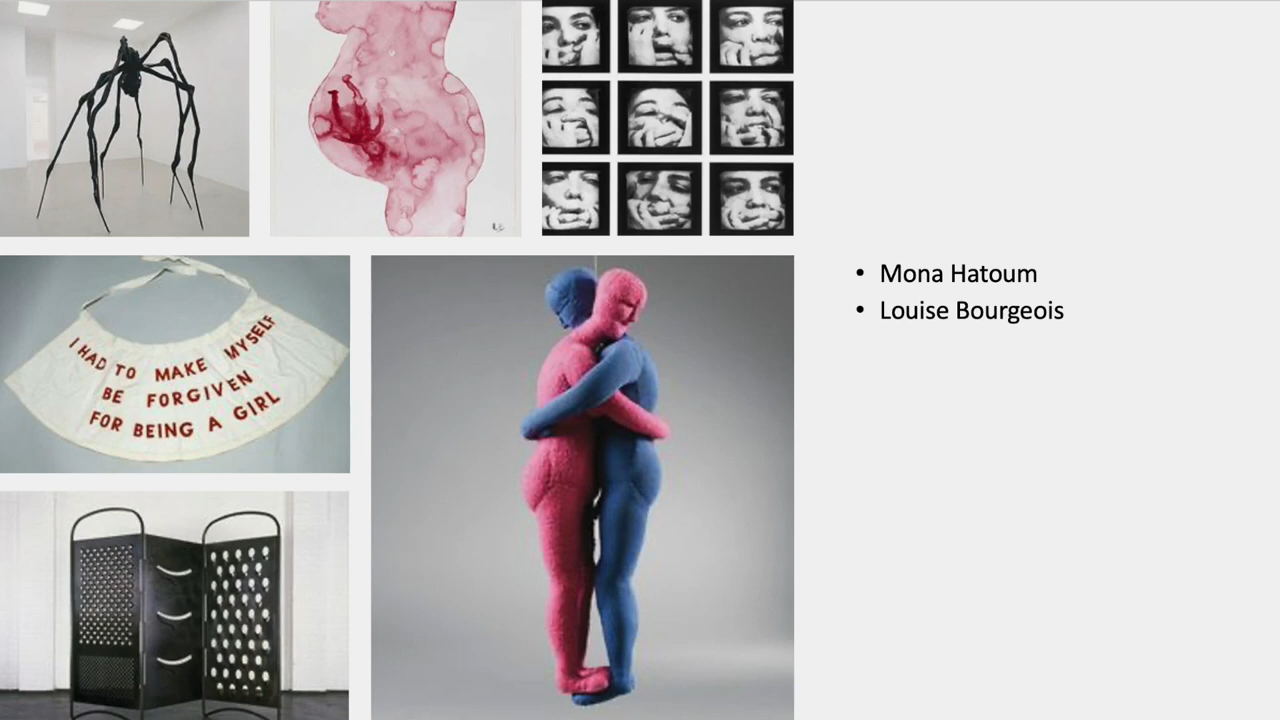 I HAD TO MAKE MYSELF
BE FORGIVEN
FOR BEING A GIRL
• Mona Hatoum
• Louise Bourgeois